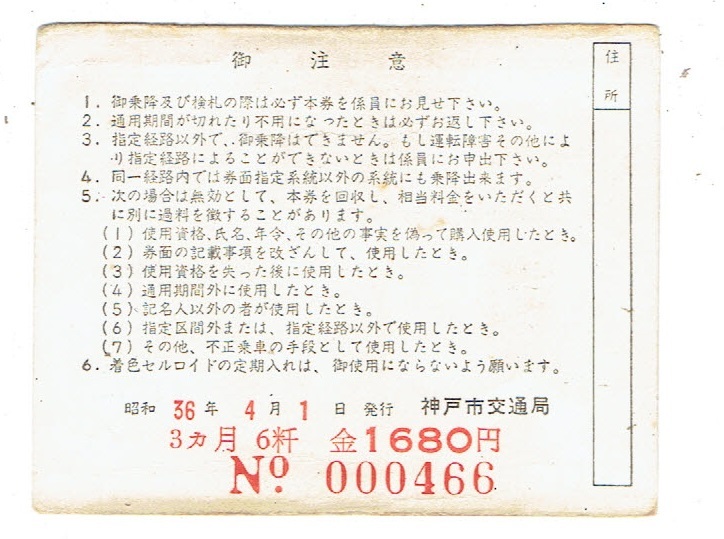 御注意
住所
1. 御乗降及び検札の際は必ず本券を係員にお見せ下さい。
2. 通用期間が切れたり不用になつたときは必ずお返し下さい。
3. 指定経路以外で、御乗降はできません。もし運転障害その他によ
り指定経路によることができないときは係員にお申出下さい。
4. 同一経路内では券面指定系統以外の系統にも乗降出来ます。
5. 次の場合は無効として、本券を回収し、相当料金をいただくと共
に別に過料を徴することがあります。
(1) 使用資格、氏名、年令、その他の事実を偽って購入使用したとき。
(2) 券面の記載事項を改ざんして、使用したとき。
(3) 使用資格を失った後に使用したとき。
(4) 通用期間外に使用したとき。
(5) 記名人以外の者が使用したとき。
(6) 指定区間外または、指定経路以外で使用したとき。
(7) その他、不正乗車の手段として使用したとき。
6. 着色セルロイドの定期入れは、御使用にならないよう願います。
昭和 36 年 4 月 1 日 発行 神戸市交通局
3カ月 6粁 金1680円
No. 000466